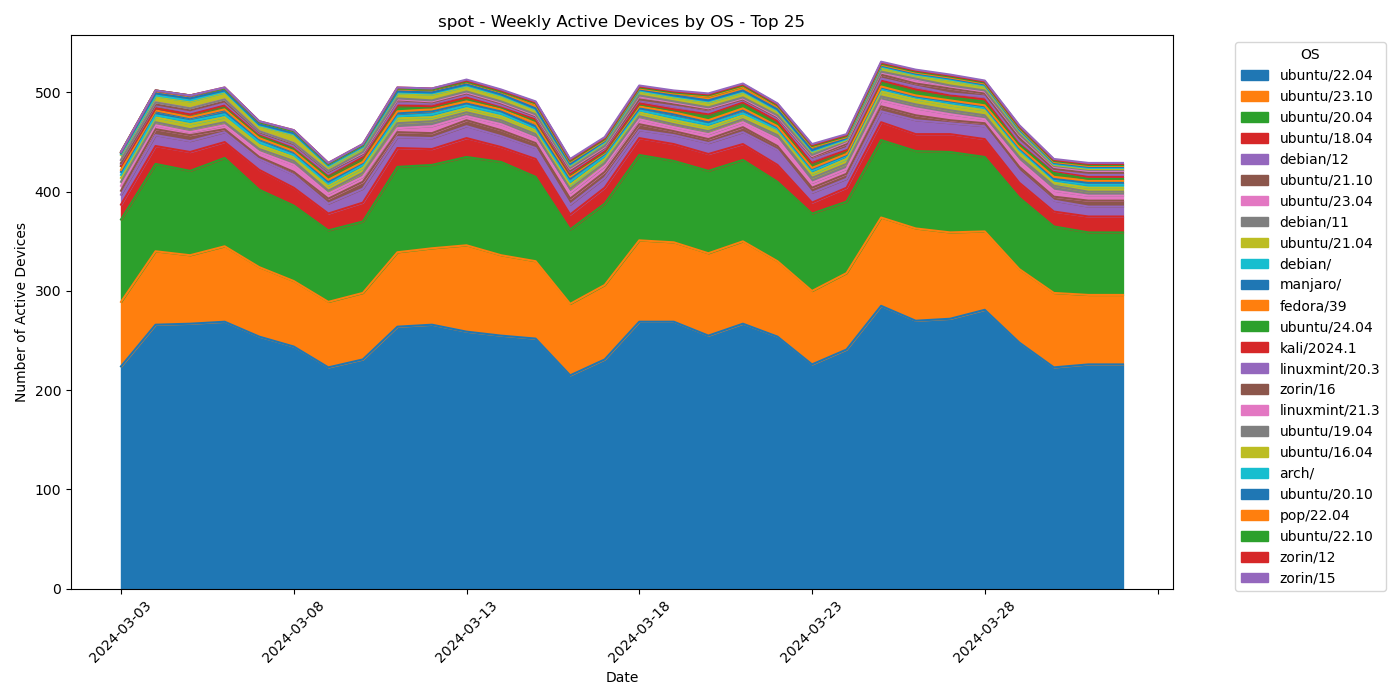 spot - Weekly Active Devices by OS - Top 25
Number of Active Devices
500
400
300
200
100
0
2024-03-03
2024-03-08
2024-03-13
2024-03-18
2024-03-23
2024-03-28
Date
OS
ubuntu/22.04
ubuntu/23.10
ubuntu/20.04
ubuntu/18.04
debian/12
ubuntu/21.10
ubuntu/23.04
debian/11
ubuntu/21.04
debian/
manjaro/
fedora/39
ubuntu/24.04
kali/2024.1
linuxmint/20.3
zorin/16
linuxmint/21.3
ubuntu/19.04
ubuntu/16.04
arch/
ubuntu/20.10
pop/22.04
ubuntu/22.10
zorin/12
zorin/15